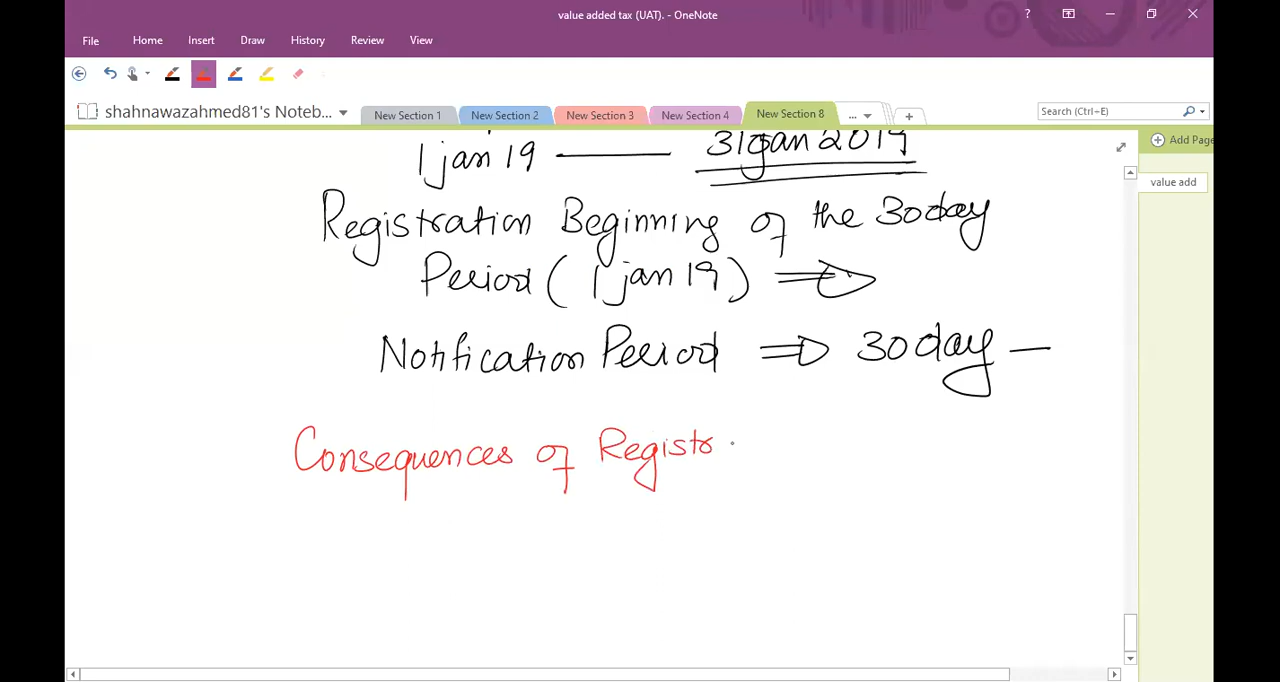 value added tax (UAT). - OneNote
?
File Home Insert Draw History Review View
shahnawazahmed81's Noteb... New Section 1 New Section 2 New Section 3 New Section 4 New Section 8 ... + Search (Ctrl+E)
Add Page
value add
1 jan 19 — 31 jan 2019
Registration Beginning of the 30 day
Period ( 1 jan 19 ) ⇒
Notification Period ⇒ 30 day —
Consequences of Registr